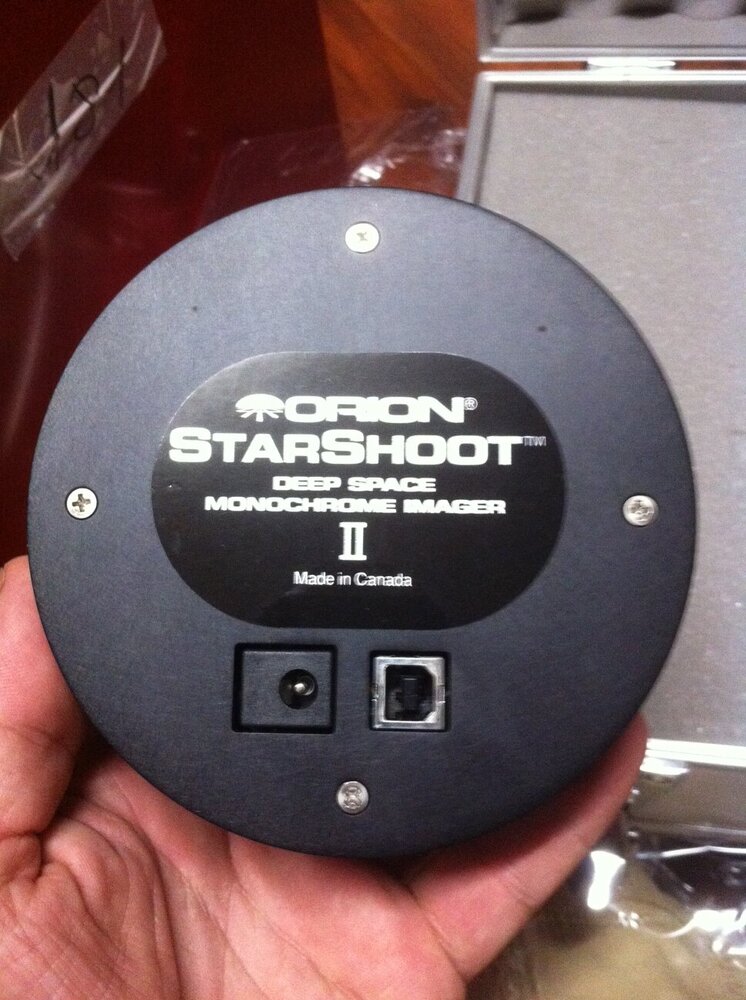 ORION®
STARSHOOT™
DEEP SPACE
MONOCHROME IMAGER
II
Made in Canada